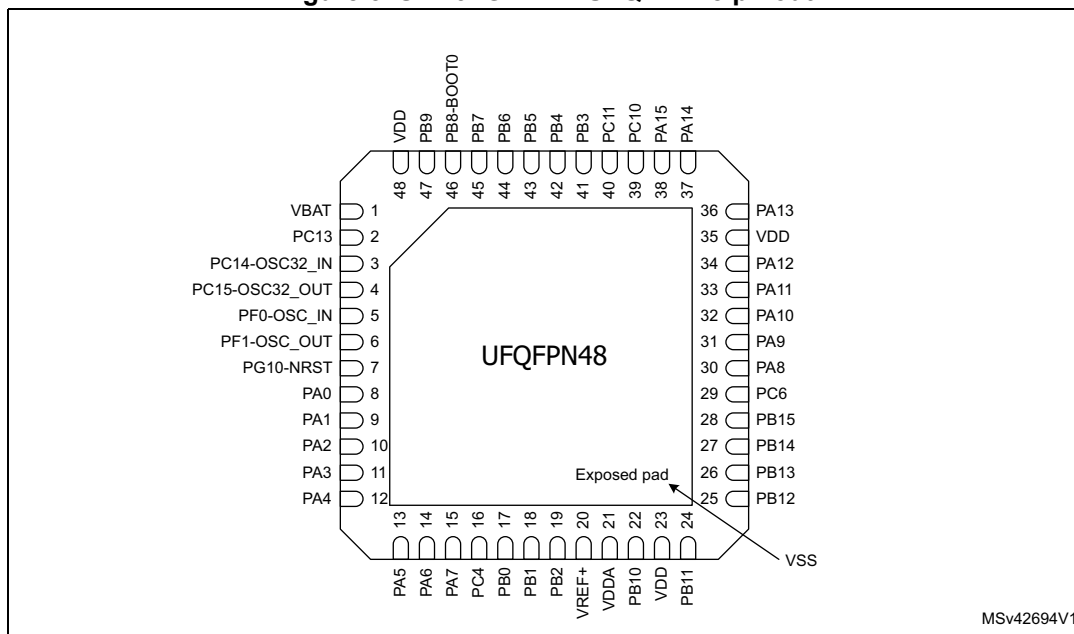 48 VDD
47 PB9
46 PB8-BOOT0
45 PB7
44 PB6
43 PB5
42 PB4
41 PB3
40 PC11
39 PC10
38 PA15
37 PA14
VBAT 1
PC13 2
PC14-OSC32_IN 3
PC15-OSC32_OUT 4
PF0-OSC_IN 5
PF1-OSC_OUT 6
PG10-NRST 7
PA0 8
PA1 9
PA2 10
PA3 11
PA4 12
UFQFPN48
Exposed pad
36 PA13
35 VDD
34 PA12
33 PA11
32 PA10
31 PA9
30 PA8
29 PC6
28 PB15
27 PB14
26 PB13
25 PB12
PA5 13
PA6 14
PA7 15
PC4 16
PB0 17
PB1 18
PB2 19
VREF+ 20
VDDA 21
PB10 22
VDD 23
PB11 24
VSS
MSv42694V1